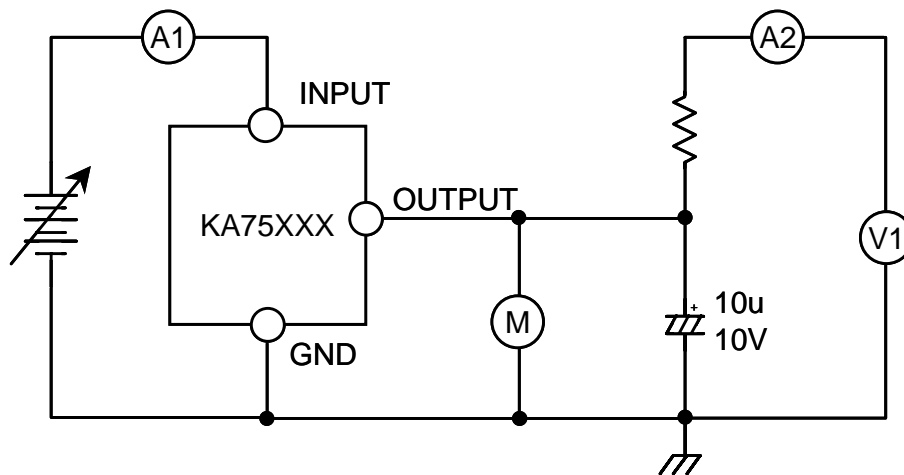 A1
A2
INPUT
OUTPUT
KA75XXX
V1
+
10u
10V
M
GND